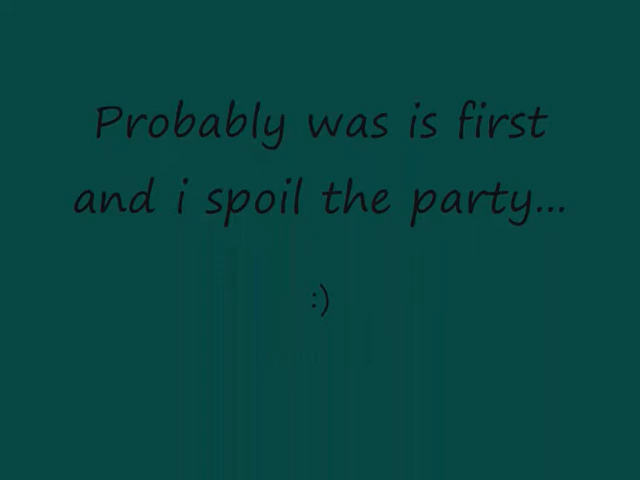 Probably was is first
and i spoil the party...
:)